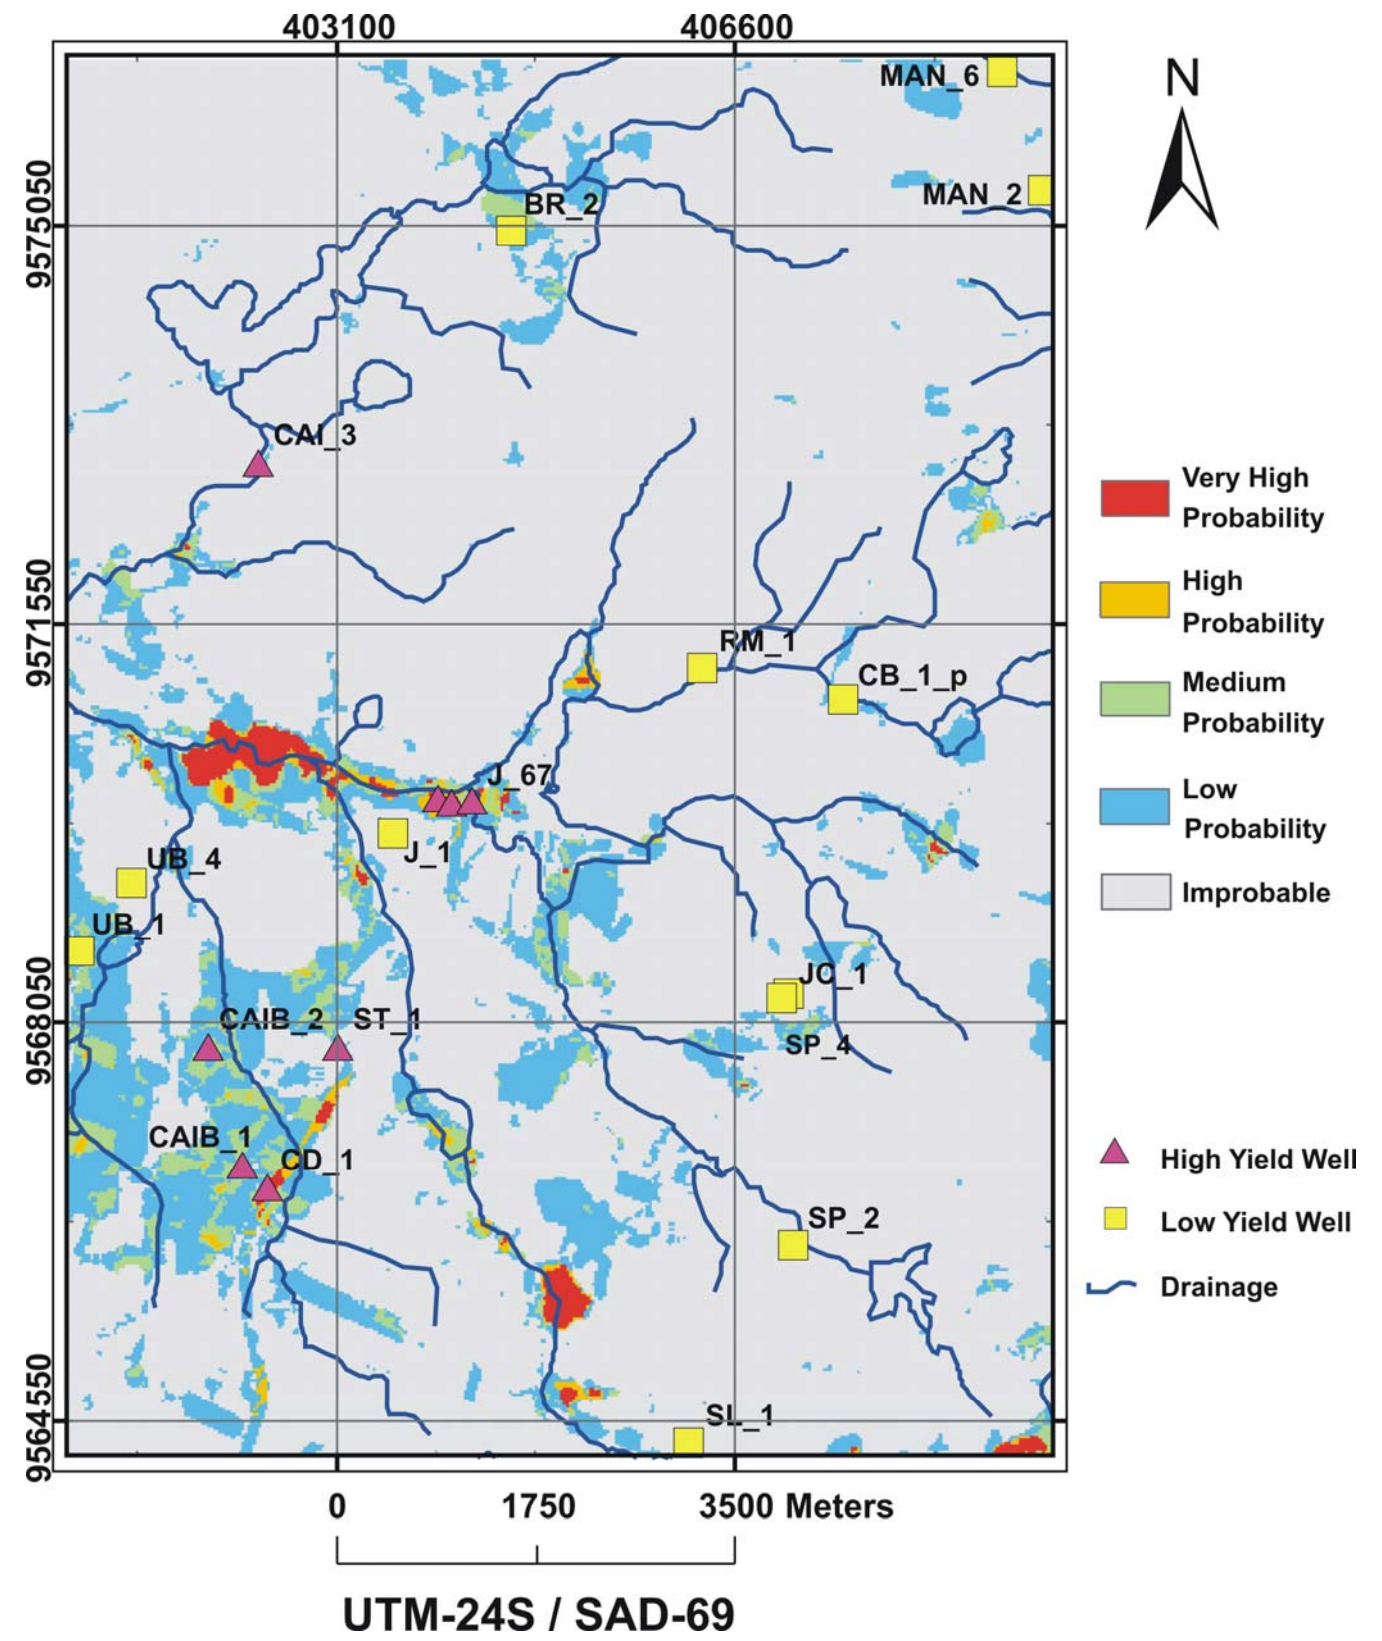 403100 406600
N
MAN_6
MAN_2
9575050
BR_2
CAI_3
Very High
Probability
High
Probability
9571550
RM_1
CB_1_p
Medium
Probability
J_67
Low
Probability
J_1
UB_4
Improbable
UB_1
JC_1
9568050
CAIB_2 ST_1
SP_4
CAIB_1
CD_1
High Yield Well
SP_2
Low Yield Well
Drainage
9564550
SL_1
0 1750 3500 Meters
UTM-24S / SAD-69